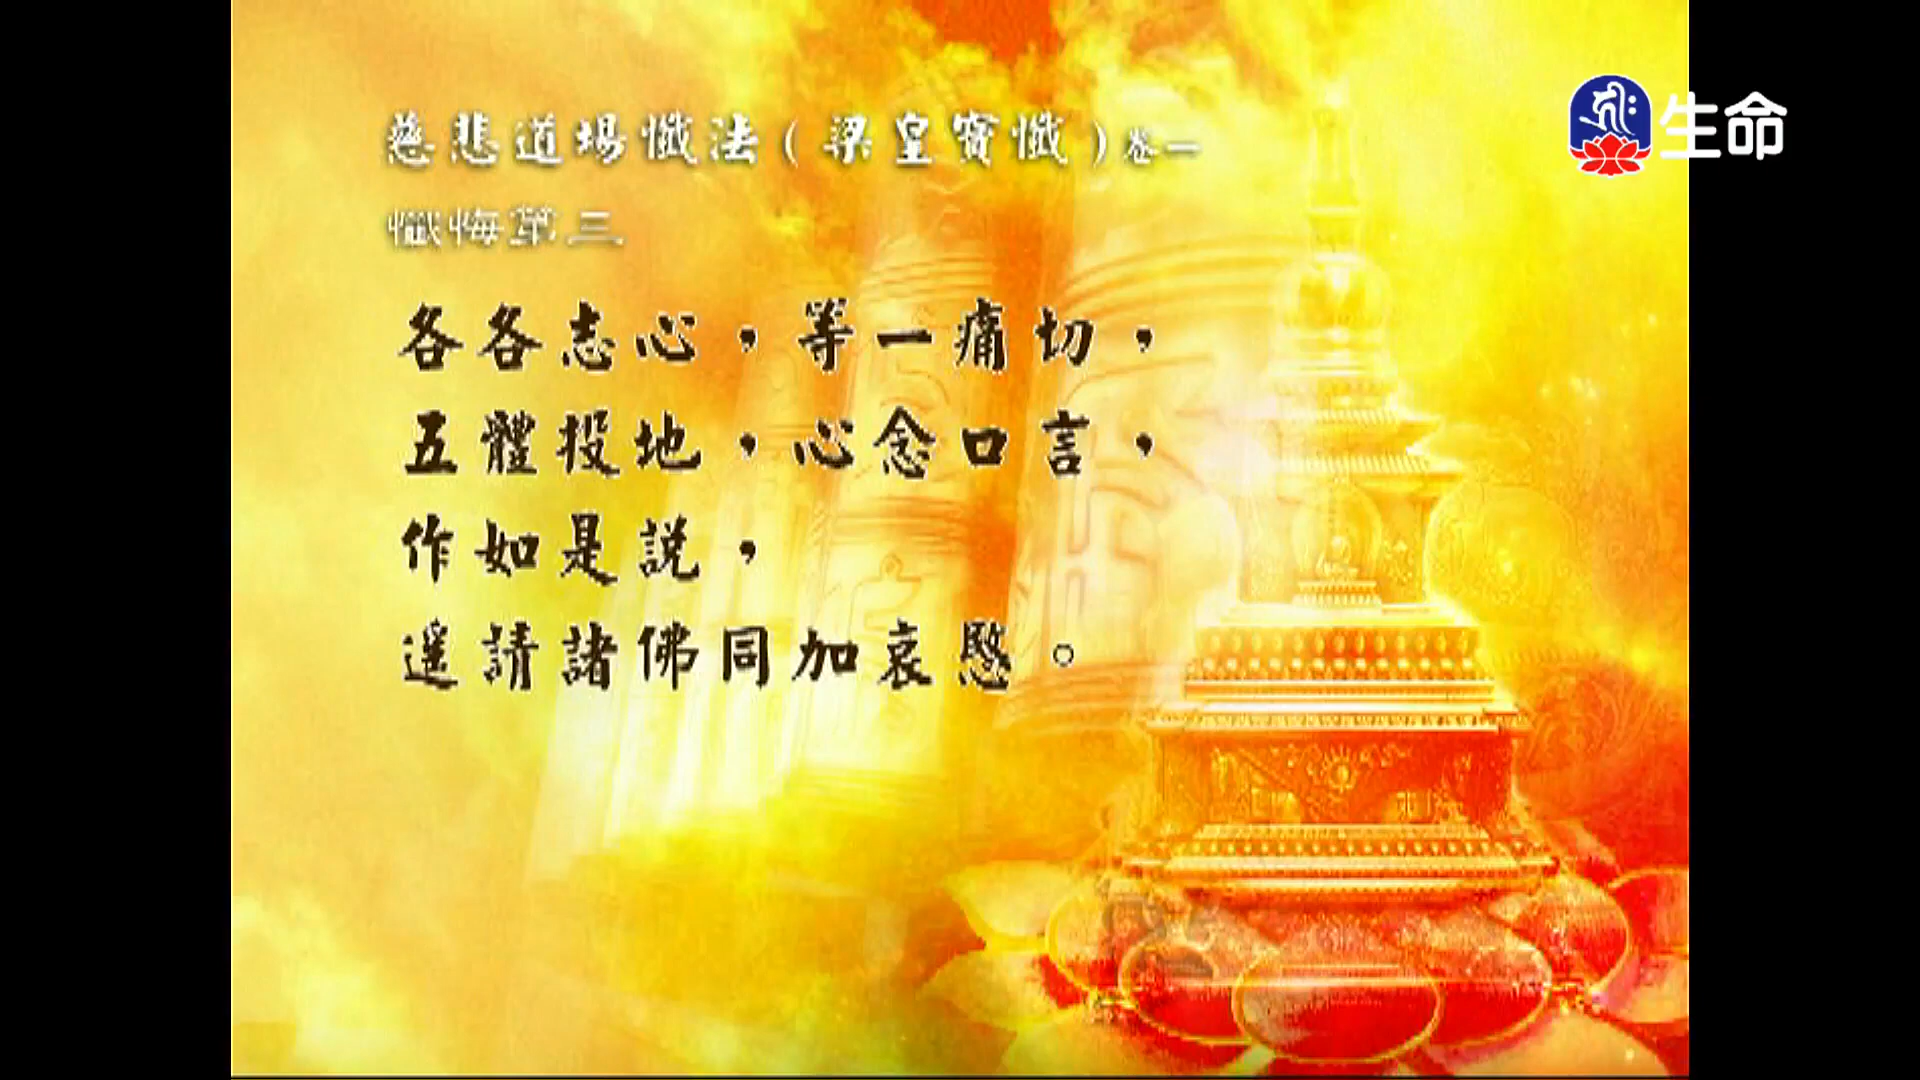 慈悲道場懺法(梁皇寶懺)卷一
生命
懺悔第三
各各志心，等一痛切，
五體投地，心念口言，
作如是說，
遙請諸佛同加哀愍。